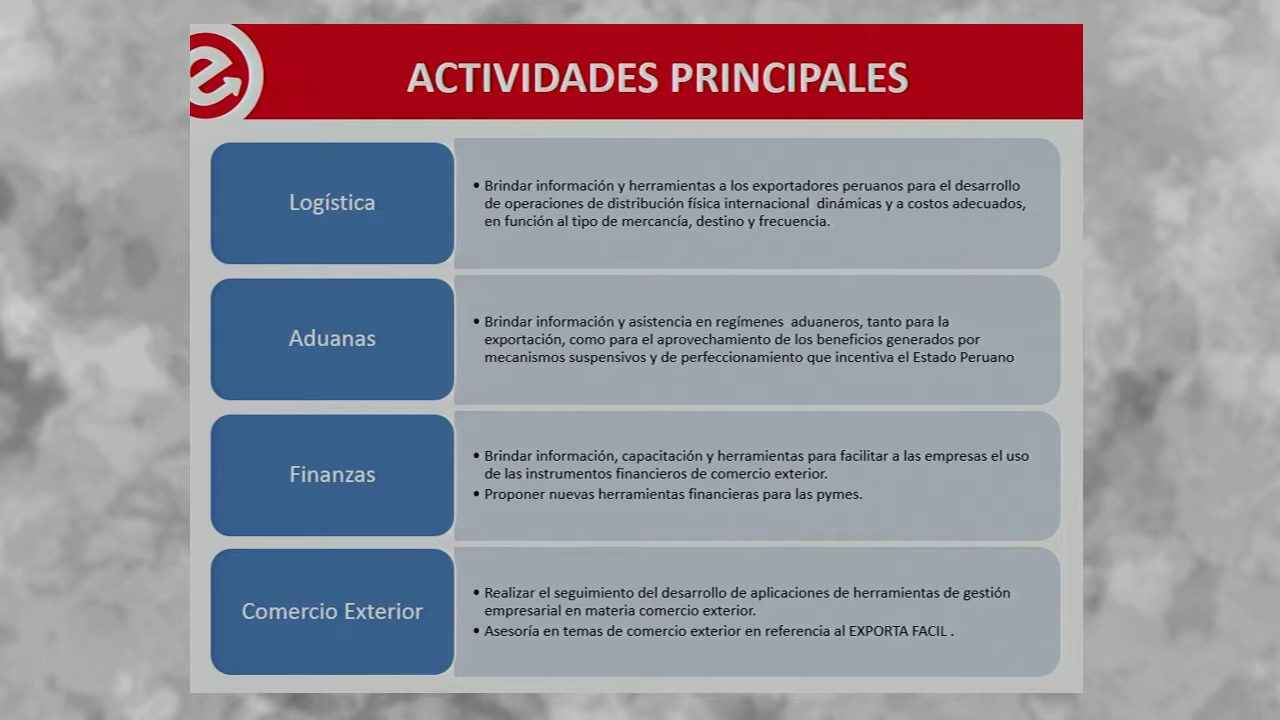 ACTIVIDADES PRINCIPALES
Logística
• Brindar información y herramientas a los exportadores peruanos para el desarrollo
de operaciones de distribución física internacional dinámicas y a costos adecuados,
en función al tipo de mercancía, destino y frecuencia.
Aduanas
• Brindar información y asistencia en regímenes aduaneros, tanto para la
exportación, como para el aprovechamiento de los beneficios generados por
mecanismos suspensivos y de perfeccionamiento que incentiva el Estado Peruano
Finanzas
• Brindar información, capacitación y herramientas para facilitar a las empresas el uso
de las instrumentos financieros de comercio exterior.
• Proponer nuevas herramientas financieras para las pymes.
Comercio Exterior
• Realizar el seguimiento del desarrollo de aplicaciones de herramientas de gestión
empresarial en materia comercio exterior.
• Asesoría en temas de comercio exterior en referencia al EXPORTA FACIL .